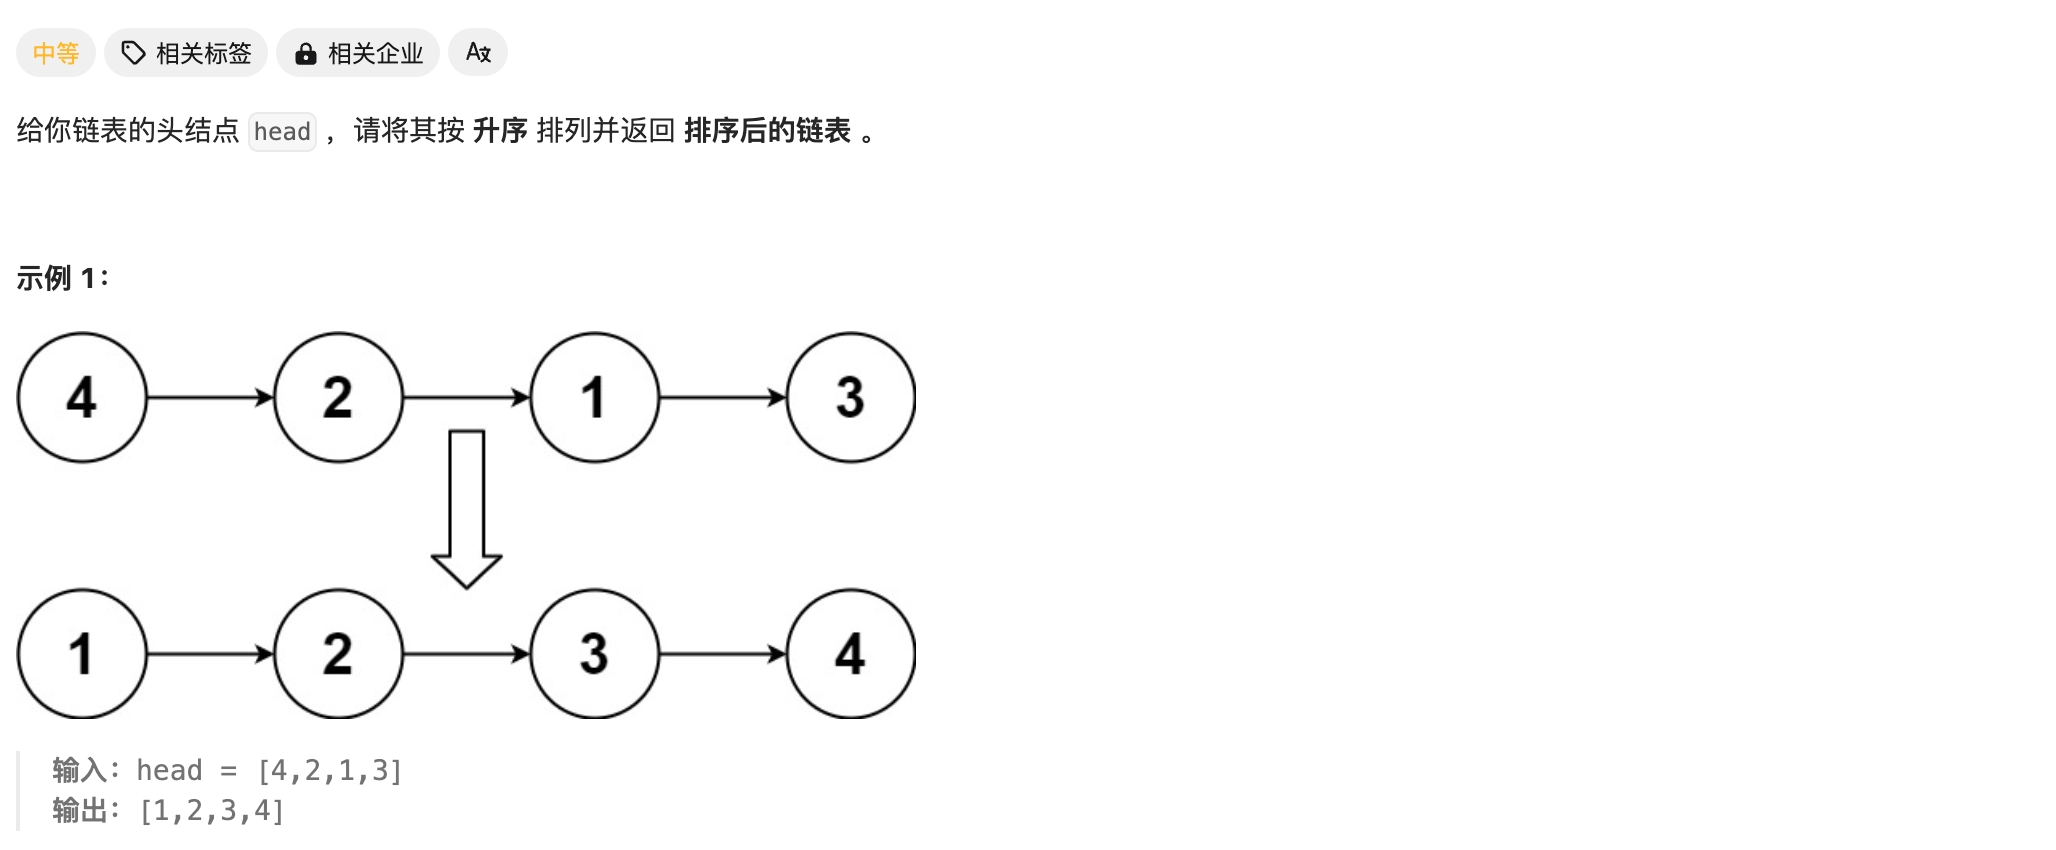 中等 相关标签 相关企业 A文
给你链表的头结点 head ，请将其按 升序 排列并返回 排序后的链表 。
示例 1：
4 2 1 3
1 2 3 4
输入：head = [4,2,1,3]
输出：[1,2,3,4]